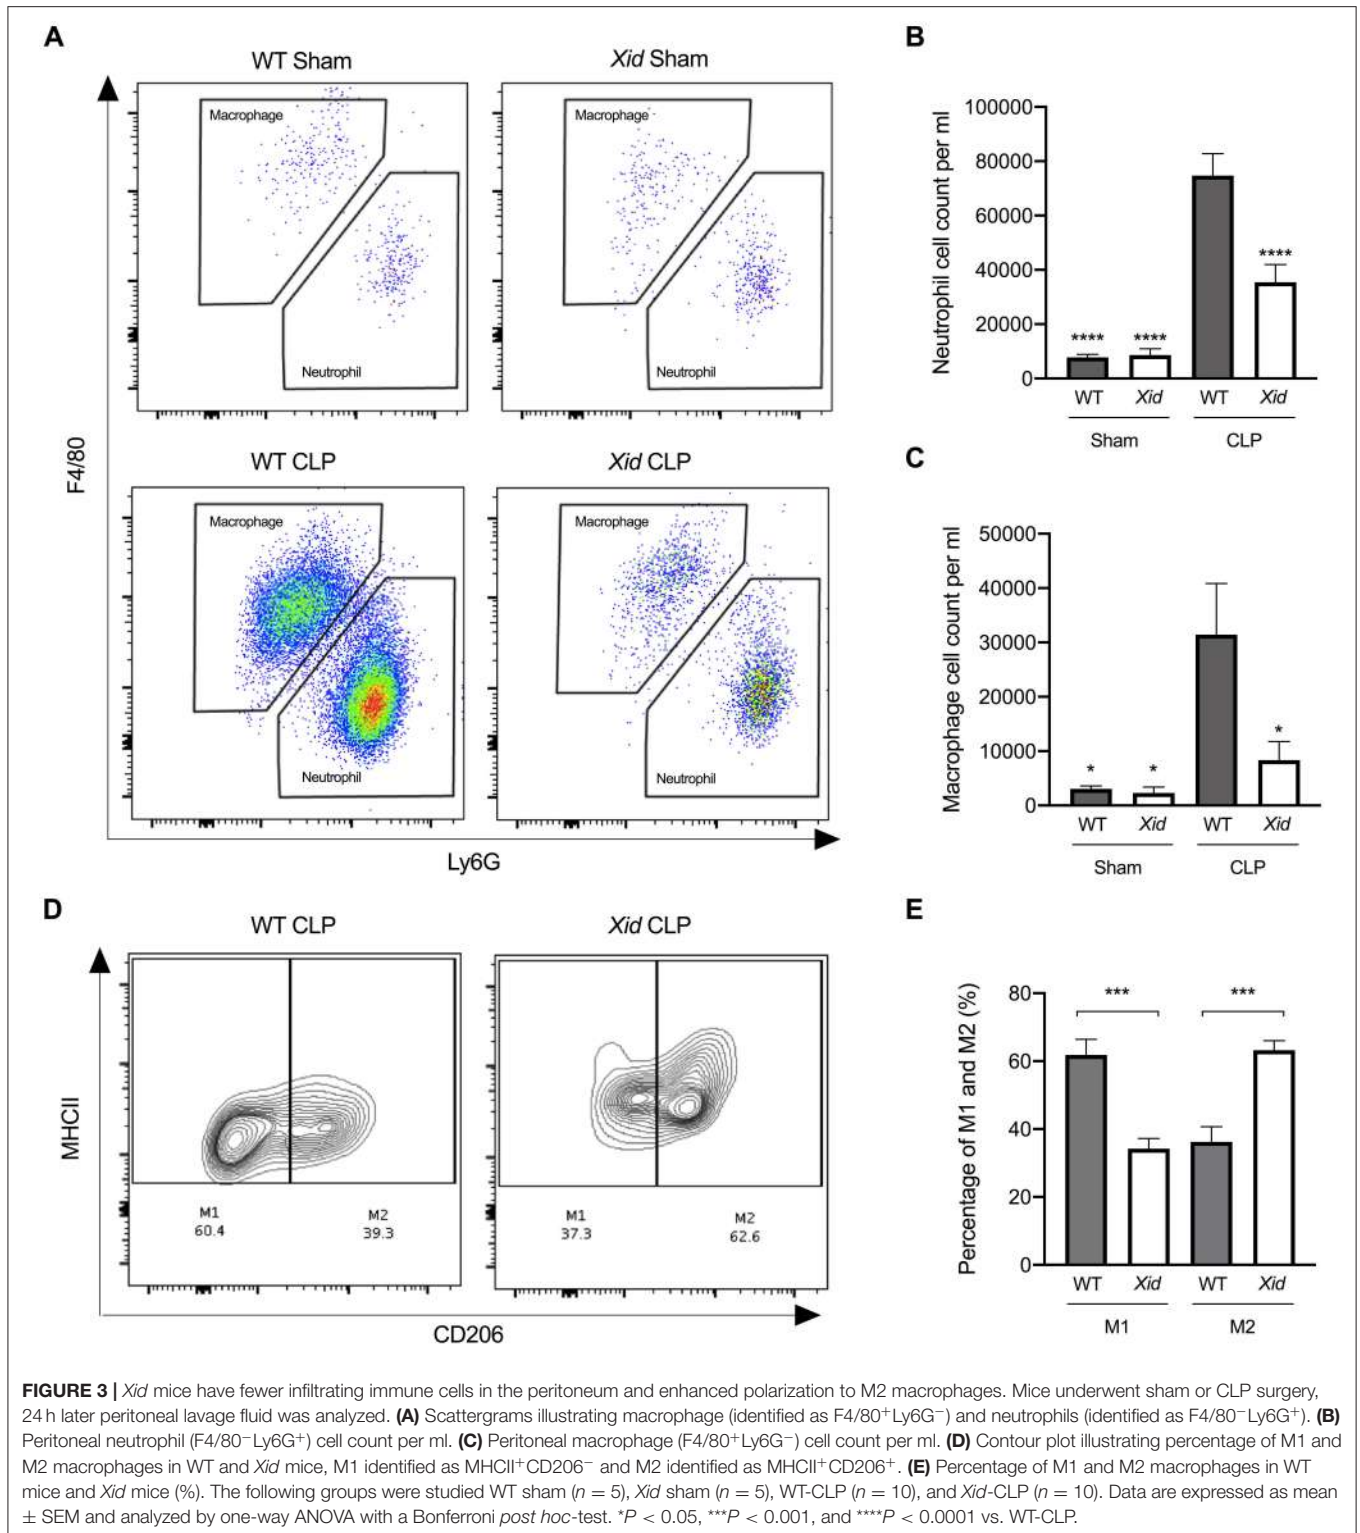 A
WT Sham
Xid Sham
Macrophage
Neutrophil
Macrophage
Neutrophil
WT CLP
Xid CLP
Macrophage
Neutrophil
Macrophage
Neutrophil
F4/80
Ly6G
B
Neutrophil cell count per ml
100000
80000
60000
40000
20000
0
**** **** ****
WT Xid WT Xid
Sham CLP
C
Macrophage cell count per ml
50000
40000
30000
20000
10000
0
* * *
WT Xid WT Xid
Sham CLP
D
WT CLP
Xid CLP
MHCII
M1
60.4
M2
39.3
M1
37.3
M2
62.6
CD206
E
Percentage of M1 and M2 (%)
80
60
40
20
0
*** ***
WT Xid WT Xid
M1 M2
FIGURE 3 | Xid mice have fewer infiltrating immune cells in the peritoneum and enhanced polarization to M2 macrophages. Mice underwent sham or CLP surgery,
24 h later peritoneal lavage fluid was analyzed. (A) Scattergrams illustrating macrophage (identified as F4/80⁺Ly6G⁻) and neutrophils (identified as F4/80⁻Ly6G⁺). (B)
Peritoneal neutrophil (F4/80⁻Ly6G⁺) cell count per ml. (C) Peritoneal macrophage (F4/80⁺Ly6G⁻) cell count per ml. (D) Contour plot illustrating percentage of M1 and
M2 macrophages in WT and Xid mice, M1 identified as MHCII⁺CD206⁻ and M2 identified as MHCII⁺CD206⁺. (E) Percentage of M1 and M2 macrophages in WT
mice and Xid mice (%). The following groups were studied WT sham (n = 5), Xid sham (n = 5), WT-CLP (n = 10), and Xid-CLP (n = 10). Data are expressed as mean
± SEM and analyzed by one-way ANOVA with a Bonferroni post hoc-test. *P < 0.05, ***P < 0.001, and ****P < 0.0001 vs. WT-CLP.